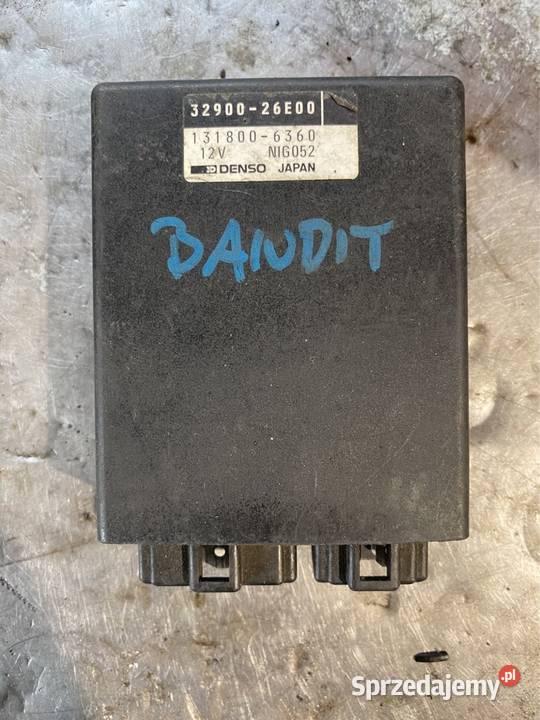 32900-26E00
131800-6360
12V NIG052
DENSO JAPAN
BANDIT
Sprzedajemy.pl